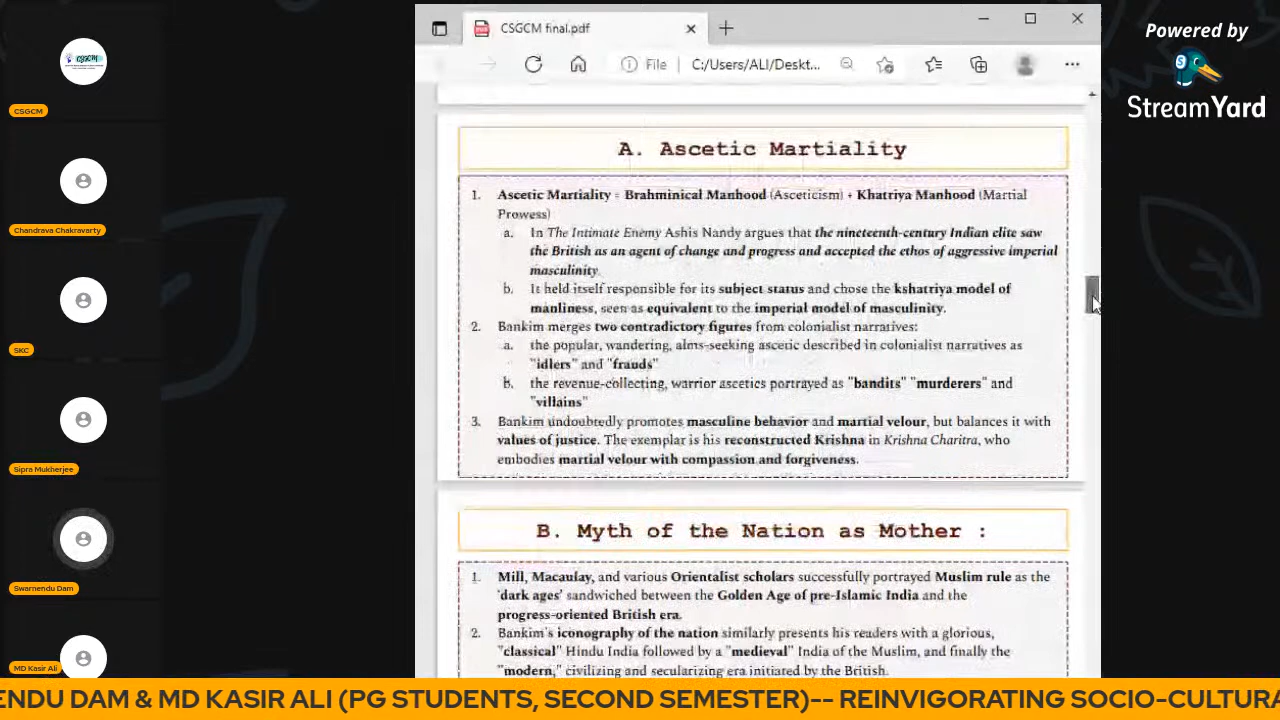 CSGCM final.pdf
File
C:/Users/ALI/Deskt...
Powered by
StreamYard
CSGCM
CSGCM
Chandrava Chakravarty
SKC
Sipra Mukherjee
Swarnendu Dam
MD Kasir Ali
A. Ascetic Martiality
1. Ascetic Martiality = Brahminical Manhood (Asceticism) + Khatriya Manhood (Martial
Prowess)
a. In The Intimate Enemy Ashis Nandy argues that the nineteenth-century Indian elite saw
the British as an agent of change and progress and accepted the ethos of aggressive imperial
masculinity.
b. It held itself responsible for its subject status and chose the kshatriya model of
manliness, seen as equivalent to the imperial model of masculinity.
2. Bankim merges two contradictory figures from colonialist narratives:
a. the popular, wandering, alms-seeking ascetic described in colonialist narratives as
"idlers" and "frauds"
b. the revenue-collecting, warrior ascetics portrayed as "bandits" "murderers" and
"villains"
3. Bankim undoubtedly promotes masculine behavior and martial velour, but balances it with
values of justice. The exemplar is his reconstructed Krishna in Krishna Charitra, who
embodies martial velour with compassion and forgiveness.
B. Myth of the Nation as Mother :
1. Mill, Macaulay, and various Orientalist scholars successfully portrayed Muslim rule as the
'dark ages' sandwiched between the Golden Age of pre-Islamic India and the
progress-oriented British era.
2. Bankim's iconography of the nation similarly presents his readers with a glorious,
"classical" Hindu India followed by a "medieval" India of the Muslim, and finally the
"modern," civilizing and secularizing era initiated by the British.
ENDU DAM & MD KASIR ALI (PG STUDENTS, SECOND SEMESTER)-- REINVIGORATING SOCIO-CULTURA